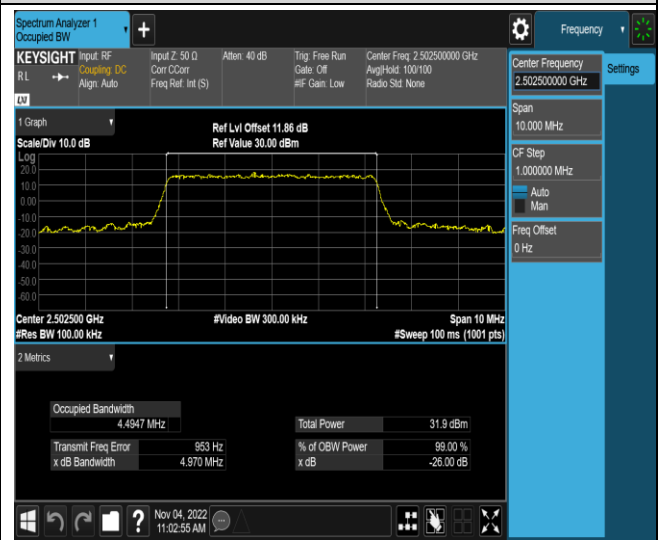 Spectrum Analyzer 1
Occupied BW
Frequency
KEYSIGHT
RL
LXI
Input: RF
Coupling: DC
Align: Auto
Input Z: 50 Ω
Corr CCorr
Freq Ref: Int (S)
Atten: 40 dB
Trig: Free Run
Gate: Off
#IF Gain: Low
Center Freq: 2.502500000 GHz
Avg|Hold: 100/100
Radio Std: None
Center Frequency
2.502500000 GHz
Settings
Span
10.000 MHz
CF Step
1.000000 MHz
Auto
Man
Freq Offset
0 Hz
1 Graph
Scale/Div 10.0 dB
Ref Lvl Offset 11.86 dB
Ref Value 30.00 dBm
Log
20.0
10.0
0.00
-10.0
-20.0
-30.0
-40.0
-50.0
-60.0
Center 2.502500 GHz
#Video BW 300.00 kHz
Span 10 MHz
#Res BW 100.00 kHz
#Sweep 100 ms (1001 pts)
2 Metrics
Occupied Bandwidth
4.4947 MHz
Total Power 31.9 dBm
Transmit Freq Error 953 Hz
% of OBW Power 99.00 %
x dB Bandwidth 4.970 MHz
x dB -26.00 dB
?
Nov 04, 2022
11:02:55 AM